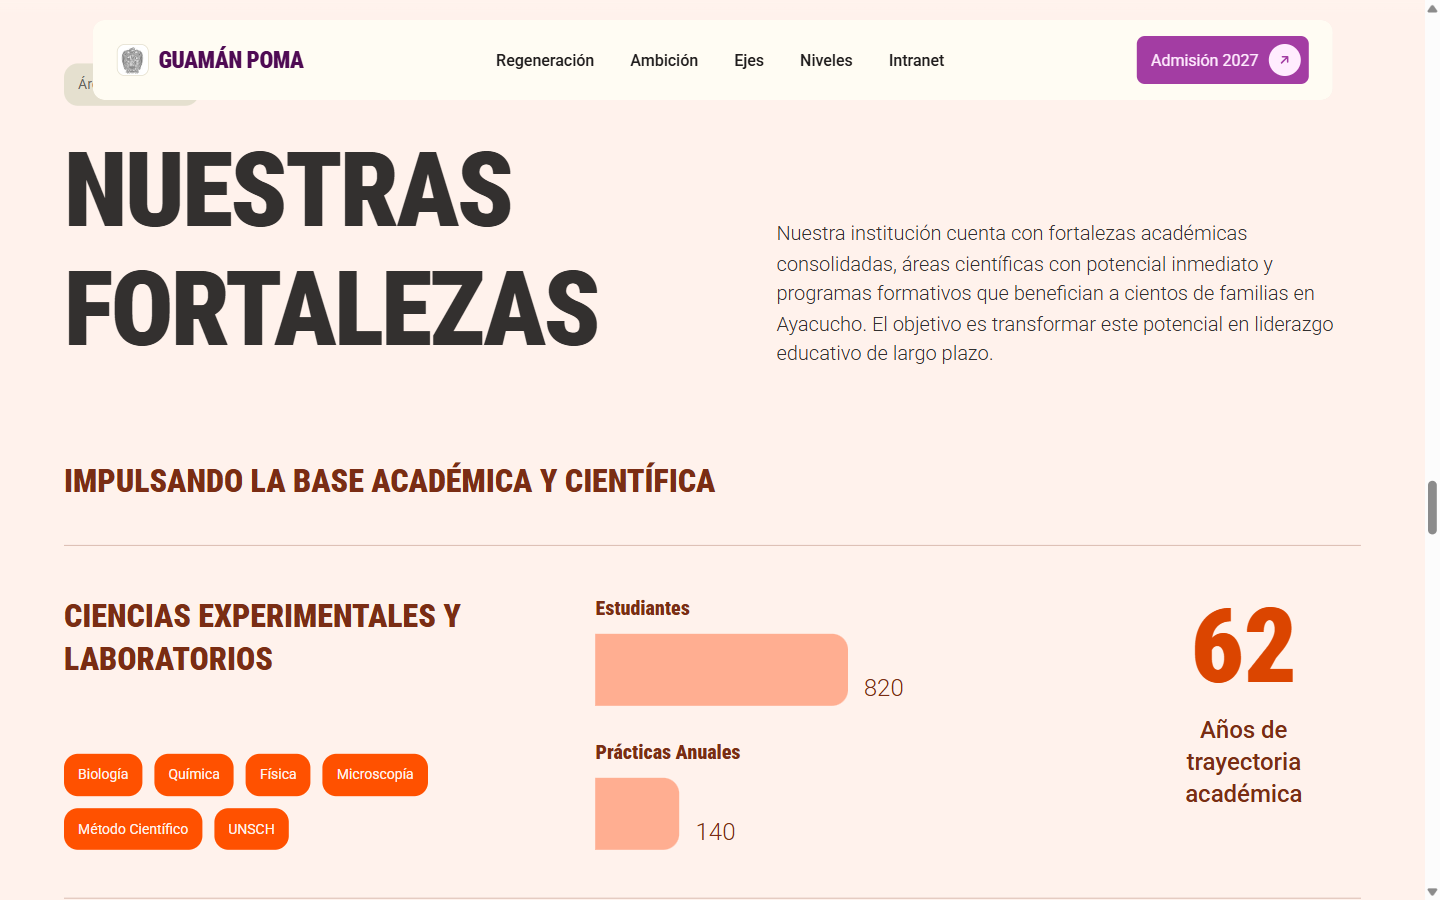 GUAMÁN POMA
Regeneración
Ambición
Ejes
Niveles
Intranet
Admisión 2027
NUESTRAS
FORTALEZAS
Nuestra institución cuenta con fortalezas académicas
consolidadas, áreas científicas con potencial inmediato y
programas formativos que benefician a cientos de familias en
Ayacucho. El objetivo es transformar este potencial en liderazgo
educativo de largo plazo.
IMPULSANDO LA BASE ACADÉMICA Y CIENTÍFICA
CIENCIAS EXPERIMENTALES Y
LABORATORIOS
Biología
Química
Física
Microscopía
Método Científico
UNSCH
Estudiantes
820
Prácticas Anuales
140
62
Años de
trayectoria
académica